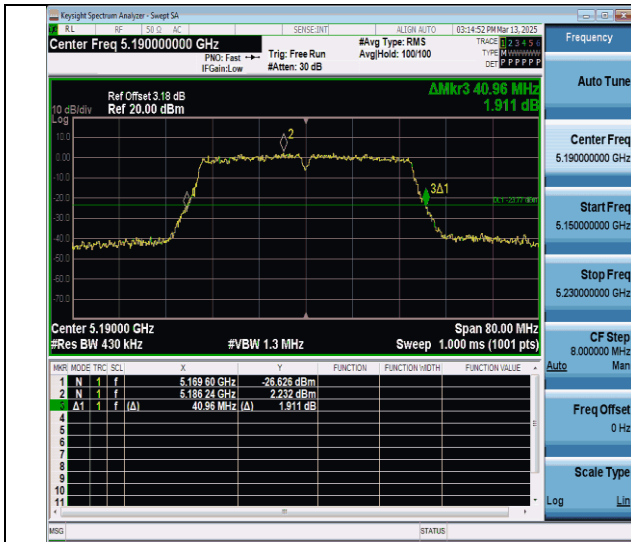 Keysight Spectrum Analyzer - Swept SA
RL RF 50 Ω AC SENSE:INT ALIGN AUTO 03:14:52 PM Mar 13, 2025
Center Freq 5.190000000 GHz #Avg Type: RMS TRACE 1 2 3 4 5 6
PNO: Fast Trig: Free Run Avg|Hold: 100/100 TYPE MWWWWW
IFGain:Low #Atten: 30 dB DET P P P P P P
ΔMkr3 40.96 MHz
1.911 dB
Ref Offset 3.18 dB
10 dB/div Ref 20.00 dBm
Log
10.0
0.00
-10.0
-20.0
-30.0
-40.0
-50.0
-60.0
-70.0
2
3Δ1
Center 5.19000 GHz Span 80.00 MHz
#Res BW 430 kHz #VBW 1.3 MHz Sweep 1.000 ms (1001 pts)
MKR MODE TRC SCL X Y FUNCTION FUNCTION WIDTH FUNCTION VALUE
1 N 1 f 5.169 60 GHz -26.626 dBm
2 N 1 f 5.186 24 GHz 2.232 dBm
3 Δ1 1 f (Δ) 40.96 MHz (Δ) 1.911 dB
4
5
6
7
8
9
10
11
MSG STATUS
Frequency
Auto Tune
Center Freq
5.190000000 GHz
Start Freq
5.150000000 GHz
Stop Freq
5.230000000 GHz
CF Step
8.000000 MHz
Auto Man
Freq Offset
0 Hz
Scale Type
Log Lin